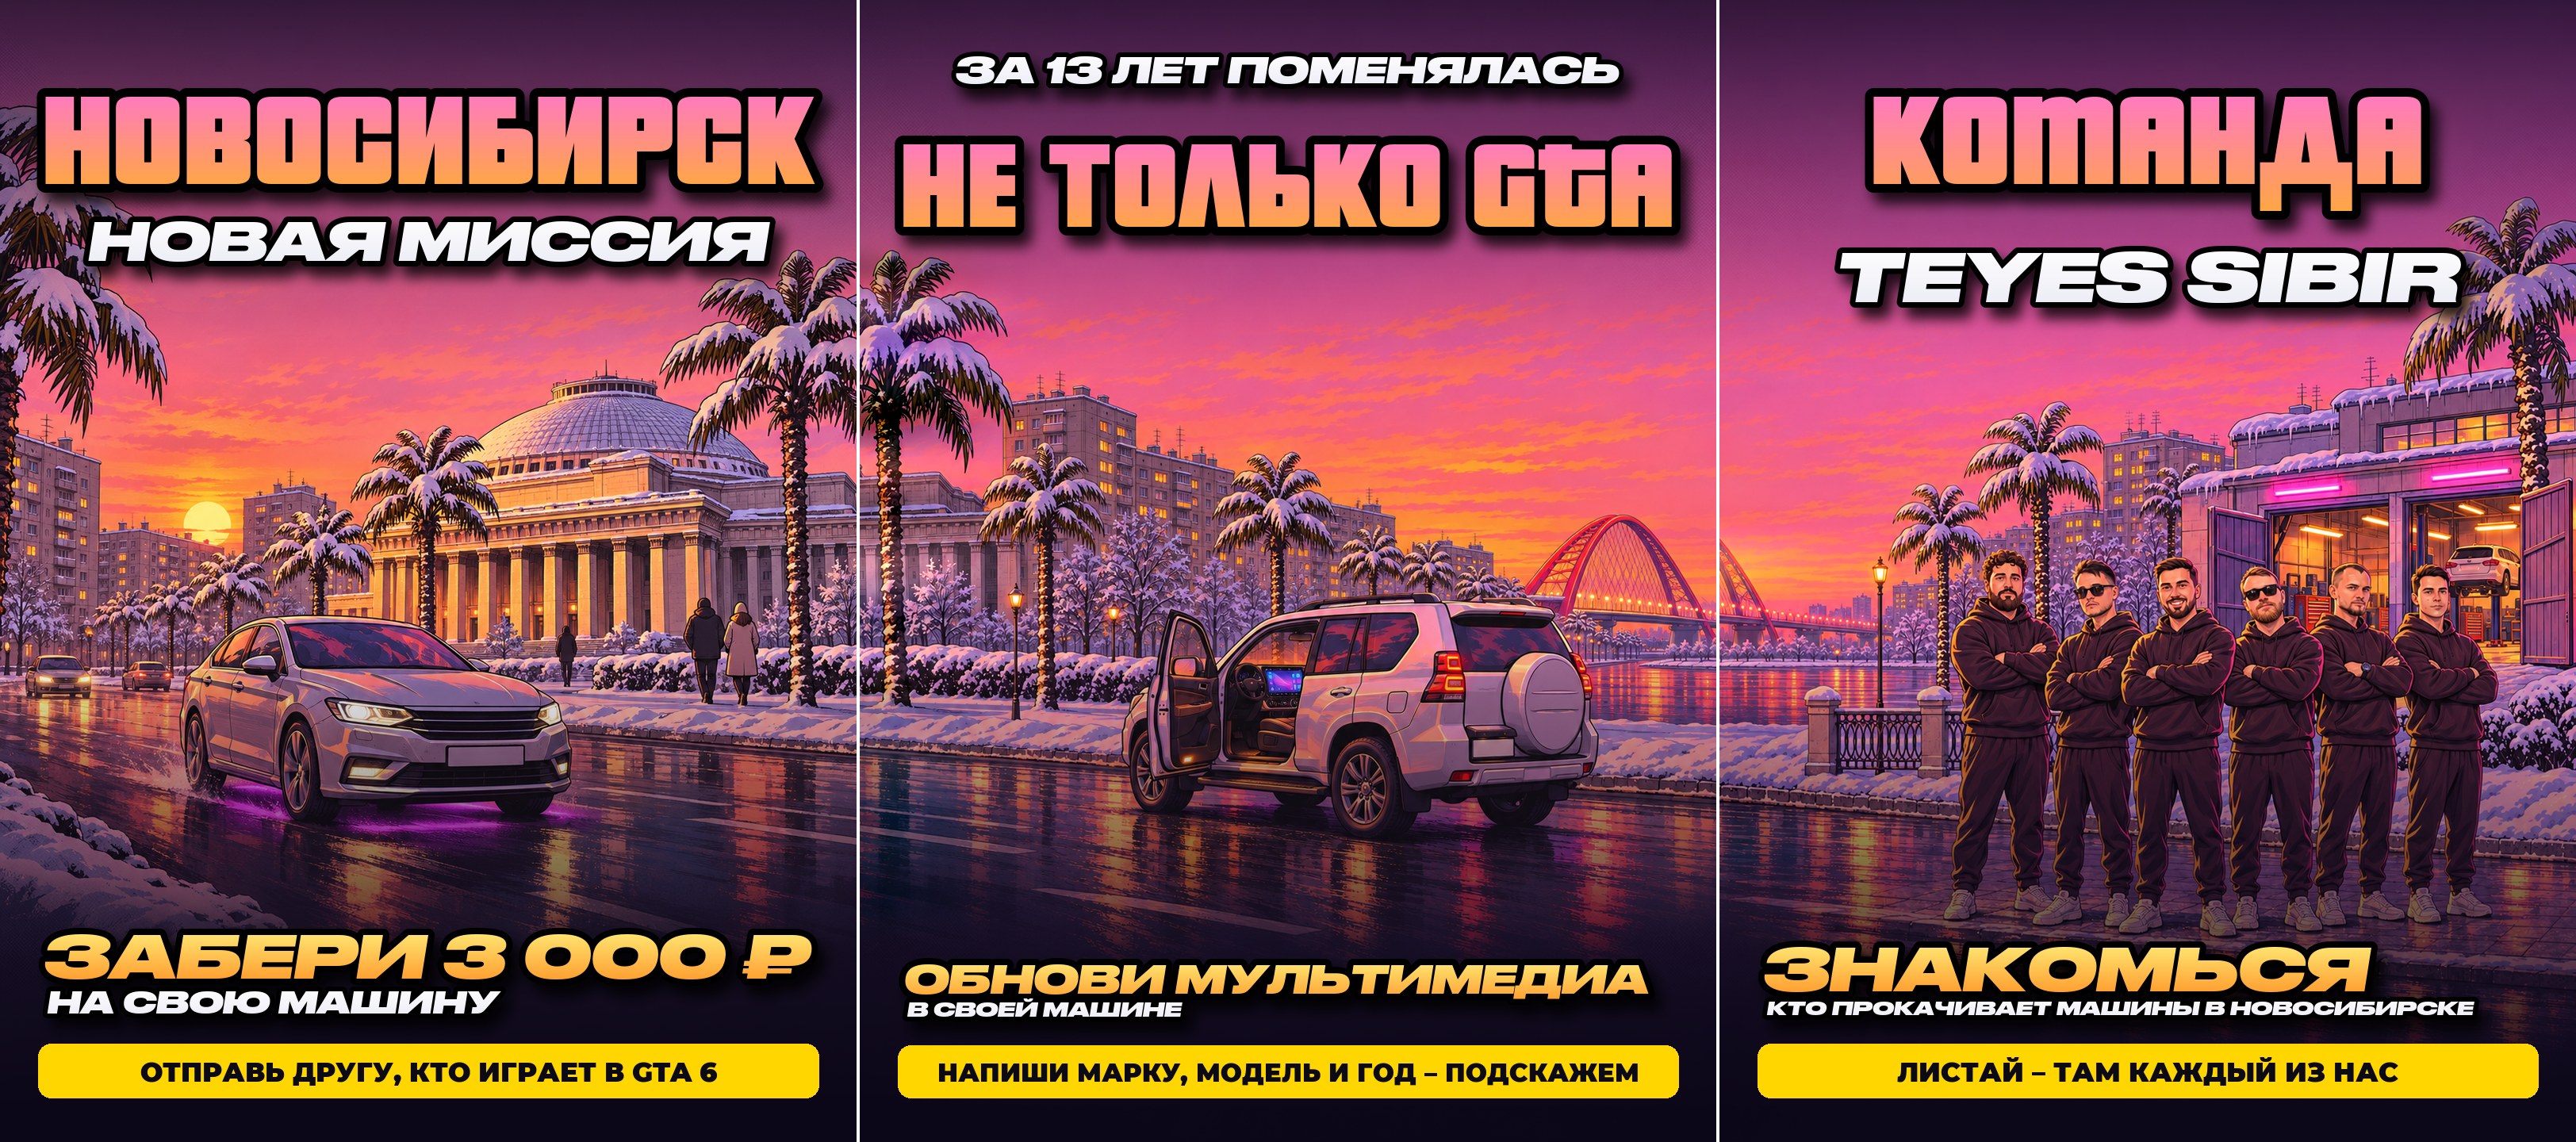 НОВОСИБИРСК
НОВАЯ МИССИЯ
ЗАБЕРИ 3 000 ₽
НА СВОЮ МАШИНУ
ОТПРАВЬ ДРУГУ, КТО ИГРАЕТ В GTA 6
ЗА 13 ЛЕТ ПОМЕНЯЛАСЬ
НЕ ТОЛЬКО GTA
ОБНОВИ МУЛЬТИМЕДИА
В СВОЕЙ МАШИНЕ
НАПИШИ МАРКУ, МОДЕЛЬ И ГОД – ПОДСКАЖЕМ
КОМАНДА
TEYES SIBIR
ЗНАКОМЬСЯ
КТО ПРОКАЧИВАЕТ МАШИНЫ В НОВОСИБИРСКЕ
ЛИСТАЙ – ТАМ КАЖДЫЙ ИЗ НАС